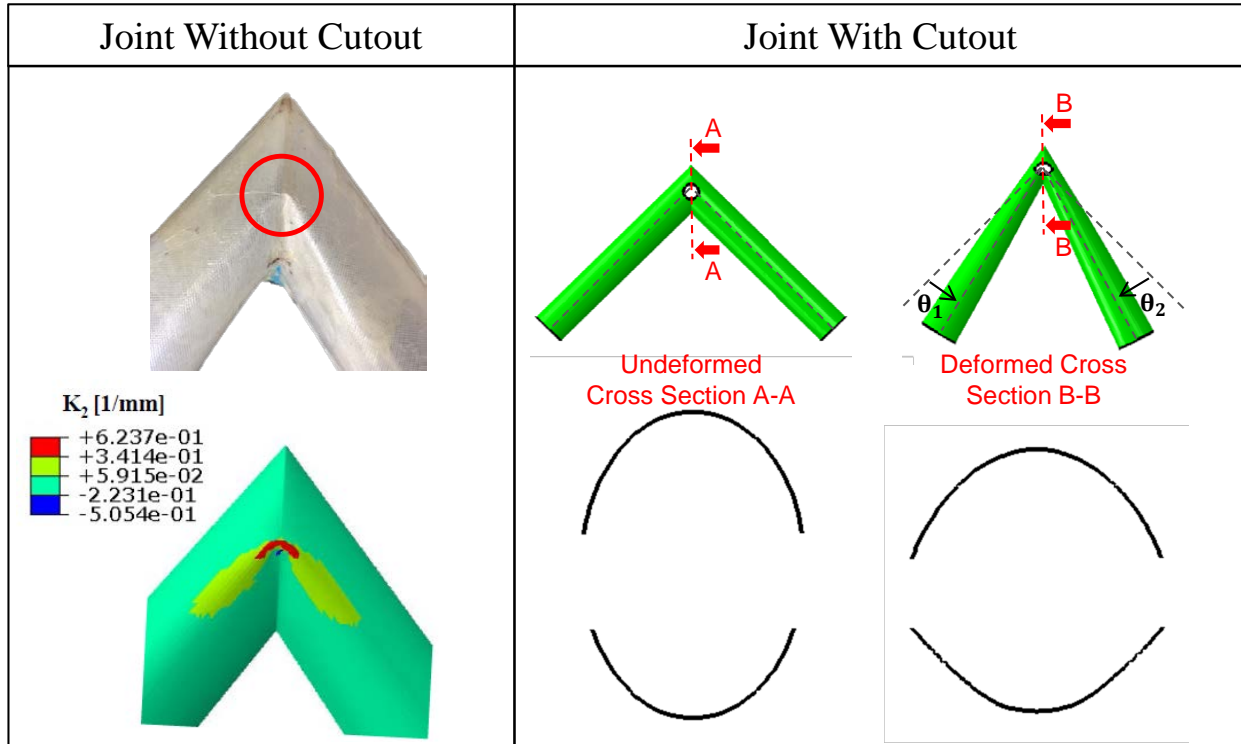 Joint Without Cutout
Joint With Cutout
K₂ [1/mm]
+6.237e-01
+3.414e-01
+5.915e-02
-2.231e-01
-5.054e-01
A
A
Undeformed
Cross Section A-A
B
B
θ₁
θ₂
Deformed Cross
Section B-B